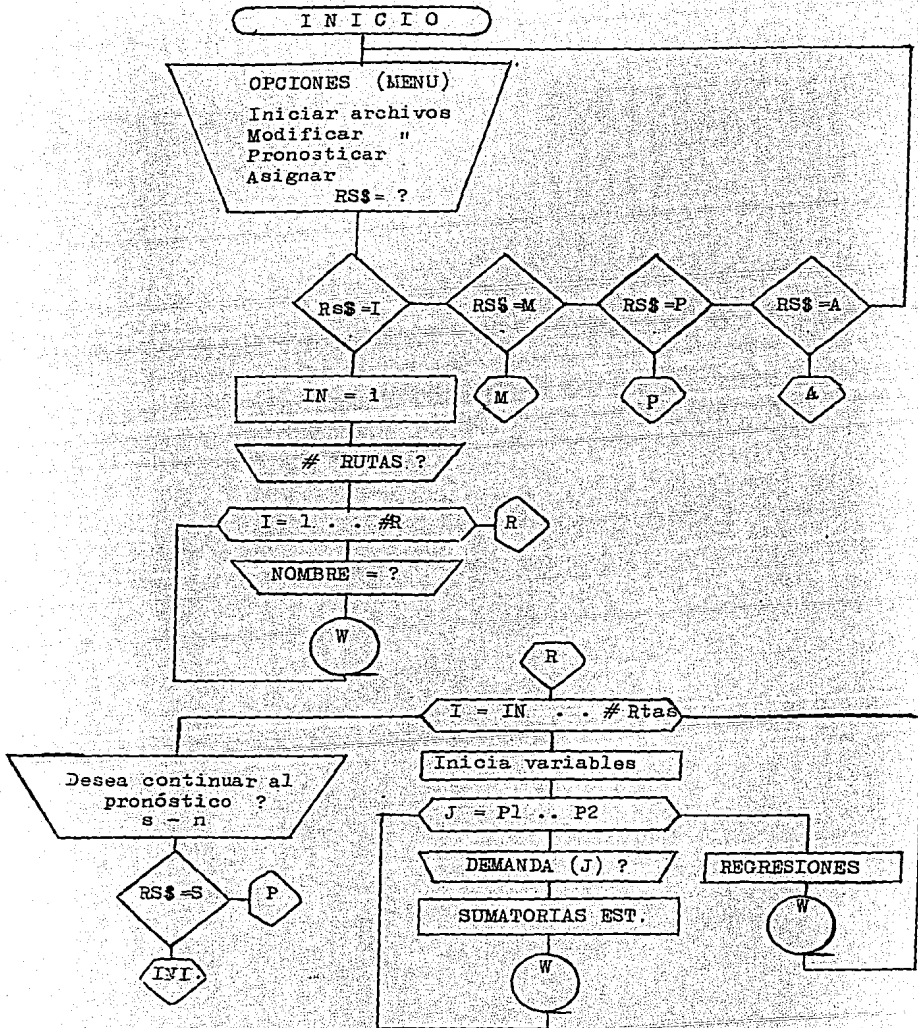 I N I C I O
OPCIONES (MENU)
Iniciar archivos
Modificar "
Pronosticar
Asignar
RS$= ?
Rs$=I
RS$=M
RS$=P
RS$=A
IN = 1
M
P
A
# RUTAS ?
I= 1 . . #R
R
NOMBRE = ?
W
R
I = IN . . # Rtas
Inicia variables
Desea continuar al
pronóstico ?
s - n
J = P1 .. P2
DEMANDA (J) ?
REGRESIONES
RS$=S
P
SUMATORIAS EST.
W
W
INI.